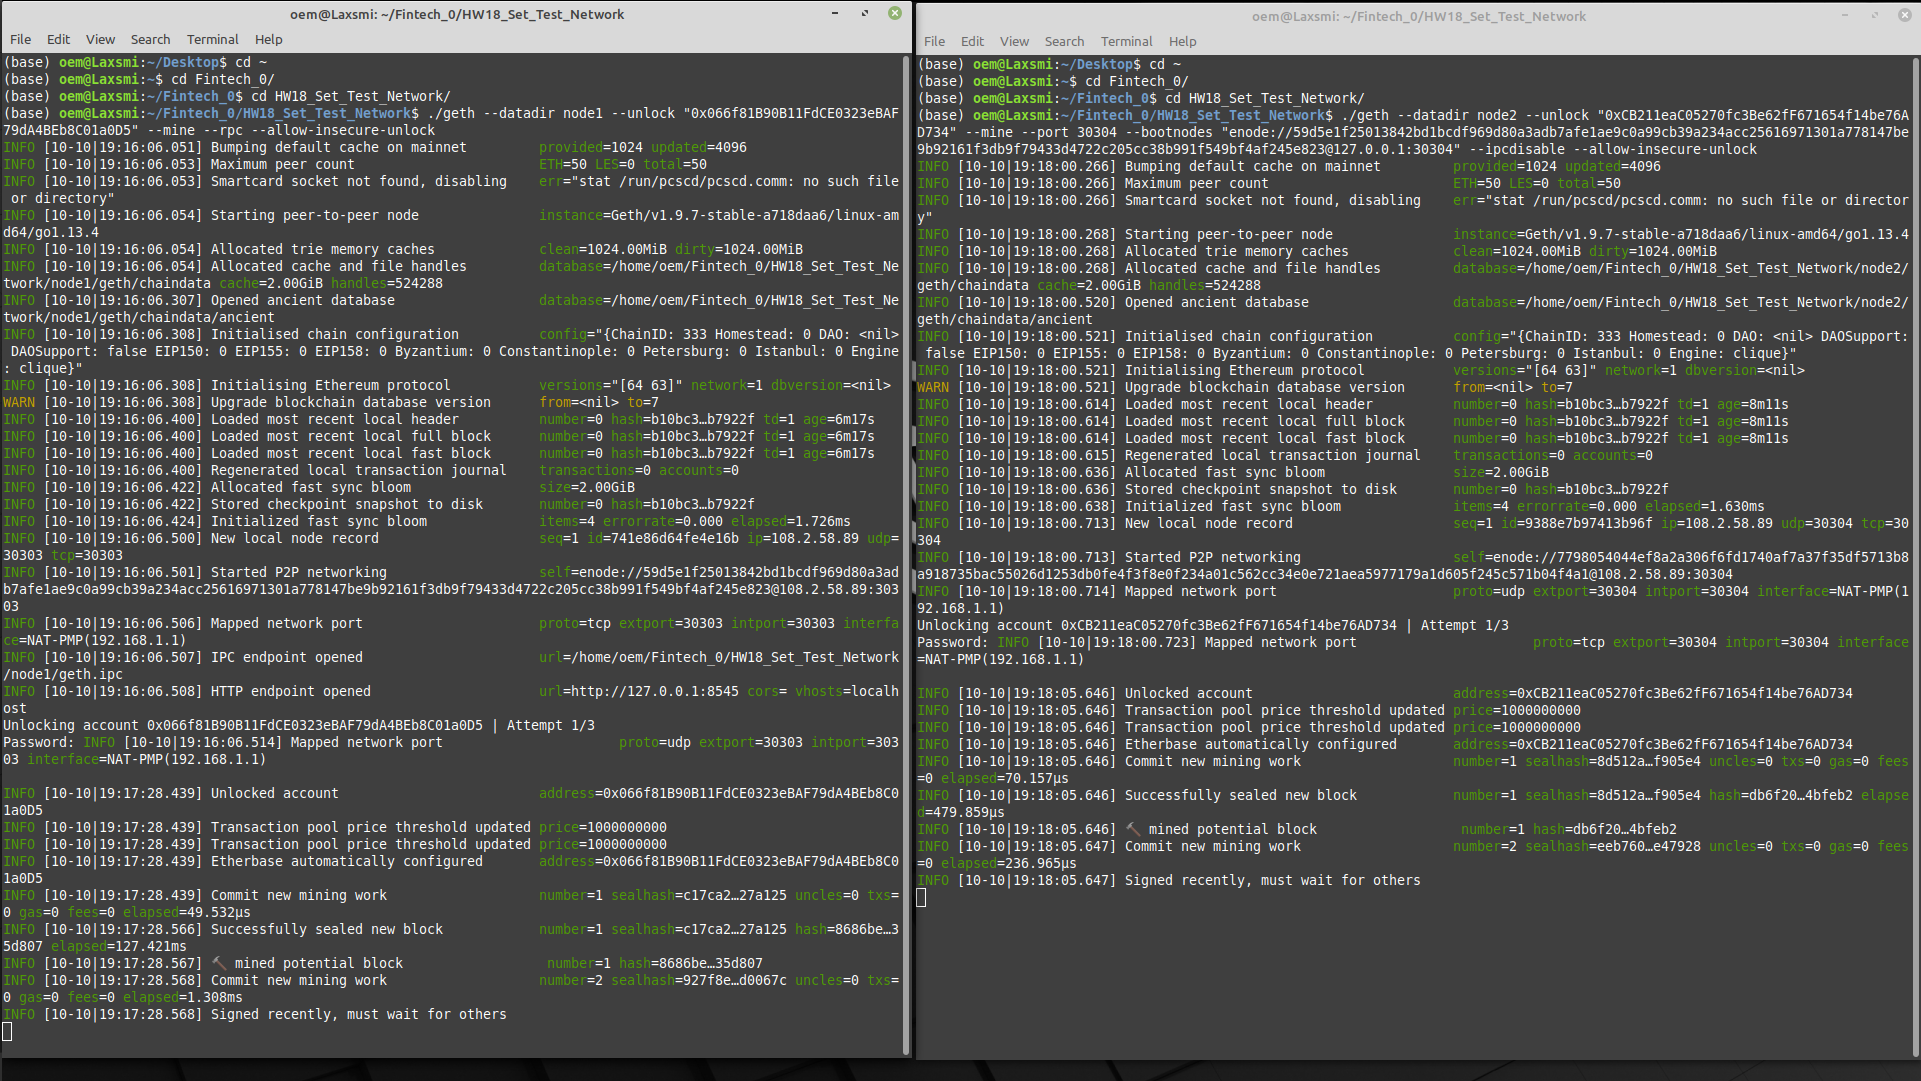 oem@Laxsmi: ~/Fintech_0/HW18_Set_Test_Network
File Edit View Search Terminal Help
(base) oem@Laxsmi:~/Desktop$ cd ~
(base) oem@Laxsmi:~$ cd Fintech_0/
(base) oem@Laxsmi:~/Fintech_0$ cd HW18_Set_Test_Network/
(base) oem@Laxsmi:~/Fintech_0/HW18_Set_Test_Network$ ./geth --datadir node1 --unlock "0x066f81B90B11FdCE0323eBAF
79dA4BEb8C01a0D5" --mine --rpc --allow-insecure-unlock
INFO [10-10|19:16:06.051] Bumping default cache on mainnet provided=1024 updated=4096
INFO [10-10|19:16:06.053] Maximum peer count ETH=50 LES=0 total=50
INFO [10-10|19:16:06.053] Smartcard socket not found, disabling err="stat /run/pcscd/pcscd.comm: no such file
or directory"
INFO [10-10|19:16:06.054] Starting peer-to-peer node instance=Geth/v1.9.7-stable-a718daa6/linux-am
d64/go1.13.4
INFO [10-10|19:16:06.054] Allocated trie memory caches clean=1024.00MiB dirty=1024.00MiB
INFO [10-10|19:16:06.054] Allocated cache and file handles database=/home/oem/Fintech_0/HW18_Set_Test_Ne
twork/node1/geth/chaindata cache=2.00GiB handles=524288
INFO [10-10|19:16:06.307] Opened ancient database database=/home/oem/Fintech_0/HW18_Set_Test_Ne
twork/node1/geth/chaindata/ancient
INFO [10-10|19:16:06.308] Initialised chain configuration config="{ChainID: 333 Homestead: 0 DAO: <nil>
DAOSupport: false EIP150: 0 EIP155: 0 EIP158: 0 Byzantium: 0 Constantinople: 0 Petersburg: 0 Istanbul: 0 Engine
: clique}"
INFO [10-10|19:16:06.308] Initialising Ethereum protocol versions="[64 63]" network=1 dbversion=<nil>
WARN [10-10|19:16:06.308] Upgrade blockchain database version from=<nil> to=7
INFO [10-10|19:16:06.400] Loaded most recent local header number=0 hash=b10bc3…b7922f td=1 age=6m17s
INFO [10-10|19:16:06.400] Loaded most recent local full block number=0 hash=b10bc3…b7922f td=1 age=6m17s
INFO [10-10|19:16:06.400] Loaded most recent local fast block number=0 hash=b10bc3…b7922f td=1 age=6m17s
INFO [10-10|19:16:06.400] Regenerated local transaction journal transactions=0 accounts=0
INFO [10-10|19:16:06.422] Allocated fast sync bloom size=2.00GiB
INFO [10-10|19:16:06.422] Stored checkpoint snapshot to disk number=0 hash=b10bc3…b7922f
INFO [10-10|19:16:06.424] Initialized fast sync bloom items=4 errorrate=0.000 elapsed=1.726ms
INFO [10-10|19:16:06.500] New local node record seq=1 id=741e86d64fe4e16b ip=108.2.58.89 udp=
30303 tcp=30303
INFO [10-10|19:16:06.501] Started P2P networking self=enode://59d5e1f25013842bd1bcdf969d80a3ad
b7afe1ae9c0a99cb39a234acc25616971301a778147be9b92161f3db9f79433d4722c205cc38b991f549bf4af245e823@108.2.58.89:303
03
INFO [10-10|19:16:06.506] Mapped network port proto=tcp extport=30303 intport=30303 interfa
ce=NAT-PMP(192.168.1.1)
INFO [10-10|19:16:06.507] IPC endpoint opened url=/home/oem/Fintech_0/HW18_Set_Test_Network
/node1/geth.ipc
INFO [10-10|19:16:06.508] HTTP endpoint opened url=http://127.0.0.1:8545 cors= vhosts=localh
ost
Unlocking account 0x066f81B90B11FdCE0323eBAF79dA4BEb8C01a0D5 | Attempt 1/3
Password: INFO [10-10|19:16:06.514] Mapped network port proto=udp extport=30303 intport=303
03 interface=NAT-PMP(192.168.1.1)
INFO [10-10|19:17:28.439] Unlocked account address=0x066f81B90B11FdCE0323eBAF79dA4BEb8C0
1a0D5
INFO [10-10|19:17:28.439] Transaction pool price threshold updated price=1000000000
INFO [10-10|19:17:28.439] Transaction pool price threshold updated price=1000000000
INFO [10-10|19:17:28.439] Etherbase automatically configured address=0x066f81B90B11FdCE0323eBAF79dA4BEb8C0
1a0D5
INFO [10-10|19:17:28.439] Commit new mining work number=1 sealhash=c17ca2…27a125 uncles=0 txs=
0 gas=0 fees=0 elapsed=49.532µs
INFO [10-10|19:17:28.566] Successfully sealed new block number=1 sealhash=c17ca2…27a125 hash=8686be…3
5d807 elapsed=127.421ms
INFO [10-10|19:17:28.567] 🔨 mined potential block number=1 hash=8686be…35d807
INFO [10-10|19:17:28.568] Commit new mining work number=2 sealhash=927f8e…d0067c uncles=0 txs=
0 gas=0 fees=0 elapsed=1.308ms
INFO [10-10|19:17:28.568] Signed recently, must wait for others
oem@Laxsmi: ~/Fintech_0/HW18_Set_Test_Network
File Edit View Search Terminal Help
(base) oem@Laxsmi:~/Desktop$ cd ~
(base) oem@Laxsmi:~$ cd Fintech_0/
(base) oem@Laxsmi:~/Fintech_0$ cd HW18_Set_Test_Network/
(base) oem@Laxsmi:~/Fintech_0/HW18_Set_Test_Network$ ./geth --datadir node2 --unlock "0xCB211eaC05270fc3Be62fF671654f14be76A
D734" --mine --port 30304 --bootnodes "enode://59d5e1f25013842bd1bcdf969d80a3adb7afe1ae9c0a99cb39a234acc25616971301a778147be
9b92161f3db9f79433d4722c205cc38b991f549bf4af245e823@127.0.0.1:30304" --ipcdisable --allow-insecure-unlock
INFO [10-10|19:18:00.266] Bumping default cache on mainnet provided=1024 updated=4096
INFO [10-10|19:18:00.266] Maximum peer count ETH=50 LES=0 total=50
INFO [10-10|19:18:00.266] Smartcard socket not found, disabling err="stat /run/pcscd/pcscd.comm: no such file or director
y"
INFO [10-10|19:18:00.268] Starting peer-to-peer node instance=Geth/v1.9.7-stable-a718daa6/linux-amd64/go1.13.4
INFO [10-10|19:18:00.268] Allocated trie memory caches clean=1024.00MiB dirty=1024.00MiB
INFO [10-10|19:18:00.268] Allocated cache and file handles database=/home/oem/Fintech_0/HW18_Set_Test_Network/node2/
geth/chaindata cache=2.00GiB handles=524288
INFO [10-10|19:18:00.520] Opened ancient database database=/home/oem/Fintech_0/HW18_Set_Test_Network/node2/
geth/chaindata/ancient
INFO [10-10|19:18:00.521] Initialised chain configuration config="{ChainID: 333 Homestead: 0 DAO: <nil> DAOSupport:
false EIP150: 0 EIP155: 0 EIP158: 0 Byzantium: 0 Constantinople: 0 Petersburg: 0 Istanbul: 0 Engine: clique}"
INFO [10-10|19:18:00.521] Initialising Ethereum protocol versions="[64 63]" network=1 dbversion=<nil>
WARN [10-10|19:18:00.521] Upgrade blockchain database version from=<nil> to=7
INFO [10-10|19:18:00.614] Loaded most recent local header number=0 hash=b10bc3…b7922f td=1 age=8m11s
INFO [10-10|19:18:00.614] Loaded most recent local full block number=0 hash=b10bc3…b7922f td=1 age=8m11s
INFO [10-10|19:18:00.614] Loaded most recent local fast block number=0 hash=b10bc3…b7922f td=1 age=8m11s
INFO [10-10|19:18:00.615] Regenerated local transaction journal transactions=0 accounts=0
INFO [10-10|19:18:00.636] Allocated fast sync bloom size=2.00GiB
INFO [10-10|19:18:00.636] Stored checkpoint snapshot to disk number=0 hash=b10bc3…b7922f
INFO [10-10|19:18:00.638] Initialized fast sync bloom items=4 errorrate=0.000 elapsed=1.630ms
INFO [10-10|19:18:00.713] New local node record seq=1 id=9388e7b97413b96f ip=108.2.58.89 udp=30304 tcp=30
304
INFO [10-10|19:18:00.713] Started P2P networking self=enode://7798054044ef8a2a306f6fd1740af7a37f35df5713b8
a918735bac55026d1253db0fe4f3f8e0f234a01c562cc34e0e721aea5977179a1d605f245c571b04f4a1@108.2.58.89:30304
INFO [10-10|19:18:00.714] Mapped network port proto=udp extport=30304 intport=30304 interface=NAT-PMP(1
92.168.1.1)
Unlocking account 0xCB211eaC05270fc3Be62fF671654f14be76AD734 | Attempt 1/3
Password: INFO [10-10|19:18:00.723] Mapped network port proto=tcp extport=30304 intport=30304 interface
=NAT-PMP(192.168.1.1)
INFO [10-10|19:18:05.646] Unlocked account address=0xCB211eaC05270fc3Be62fF671654f14be76AD734
INFO [10-10|19:18:05.646] Transaction pool price threshold updated price=1000000000
INFO [10-10|19:18:05.646] Transaction pool price threshold updated price=1000000000
INFO [10-10|19:18:05.646] Etherbase automatically configured address=0xCB211eaC05270fc3Be62fF671654f14be76AD734
INFO [10-10|19:18:05.646] Commit new mining work number=1 sealhash=8d512a…f905e4 uncles=0 txs=0 gas=0 fees
=0 elapsed=70.157µs
INFO [10-10|19:18:05.646] Successfully sealed new block number=1 sealhash=8d512a…f905e4 hash=db6f20…4bfeb2 elapse
d=479.859µs
INFO [10-10|19:18:05.646] 🔨 mined potential block number=1 hash=db6f20…4bfeb2
INFO [10-10|19:18:05.647] Commit new mining work number=2 sealhash=eeb760…e47928 uncles=0 txs=0 gas=0 fees
=0 elapsed=236.965µs
INFO [10-10|19:18:05.647] Signed recently, must wait for others